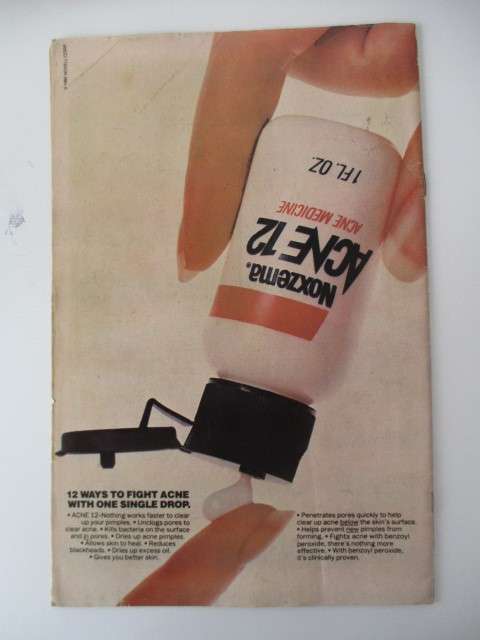 1 FL. OZ.
ACNE MEDICINE
ACNE 12
Noxzema®
12 WAYS TO FIGHT ACNE
WITH ONE SINGLE DROP.
• ACNE 12-Nothing works faster to clear
up your pimples. • Unclogs pores to
clear acne. • Kills bacteria on the surface
and in pores. • Dries up acne pimples.
• Allows skin to heal. • Reduces
blackheads. • Dries up excess oil.
• Gives you better skin.
• Penetrates pores quickly to help
clear up acne below the skin's surface.
• Helps prevent new pimples from
forming. • Fights acne with benzoyl
peroxide, there's nothing more
effective. • With benzoyl peroxide,
it's clinically proven.